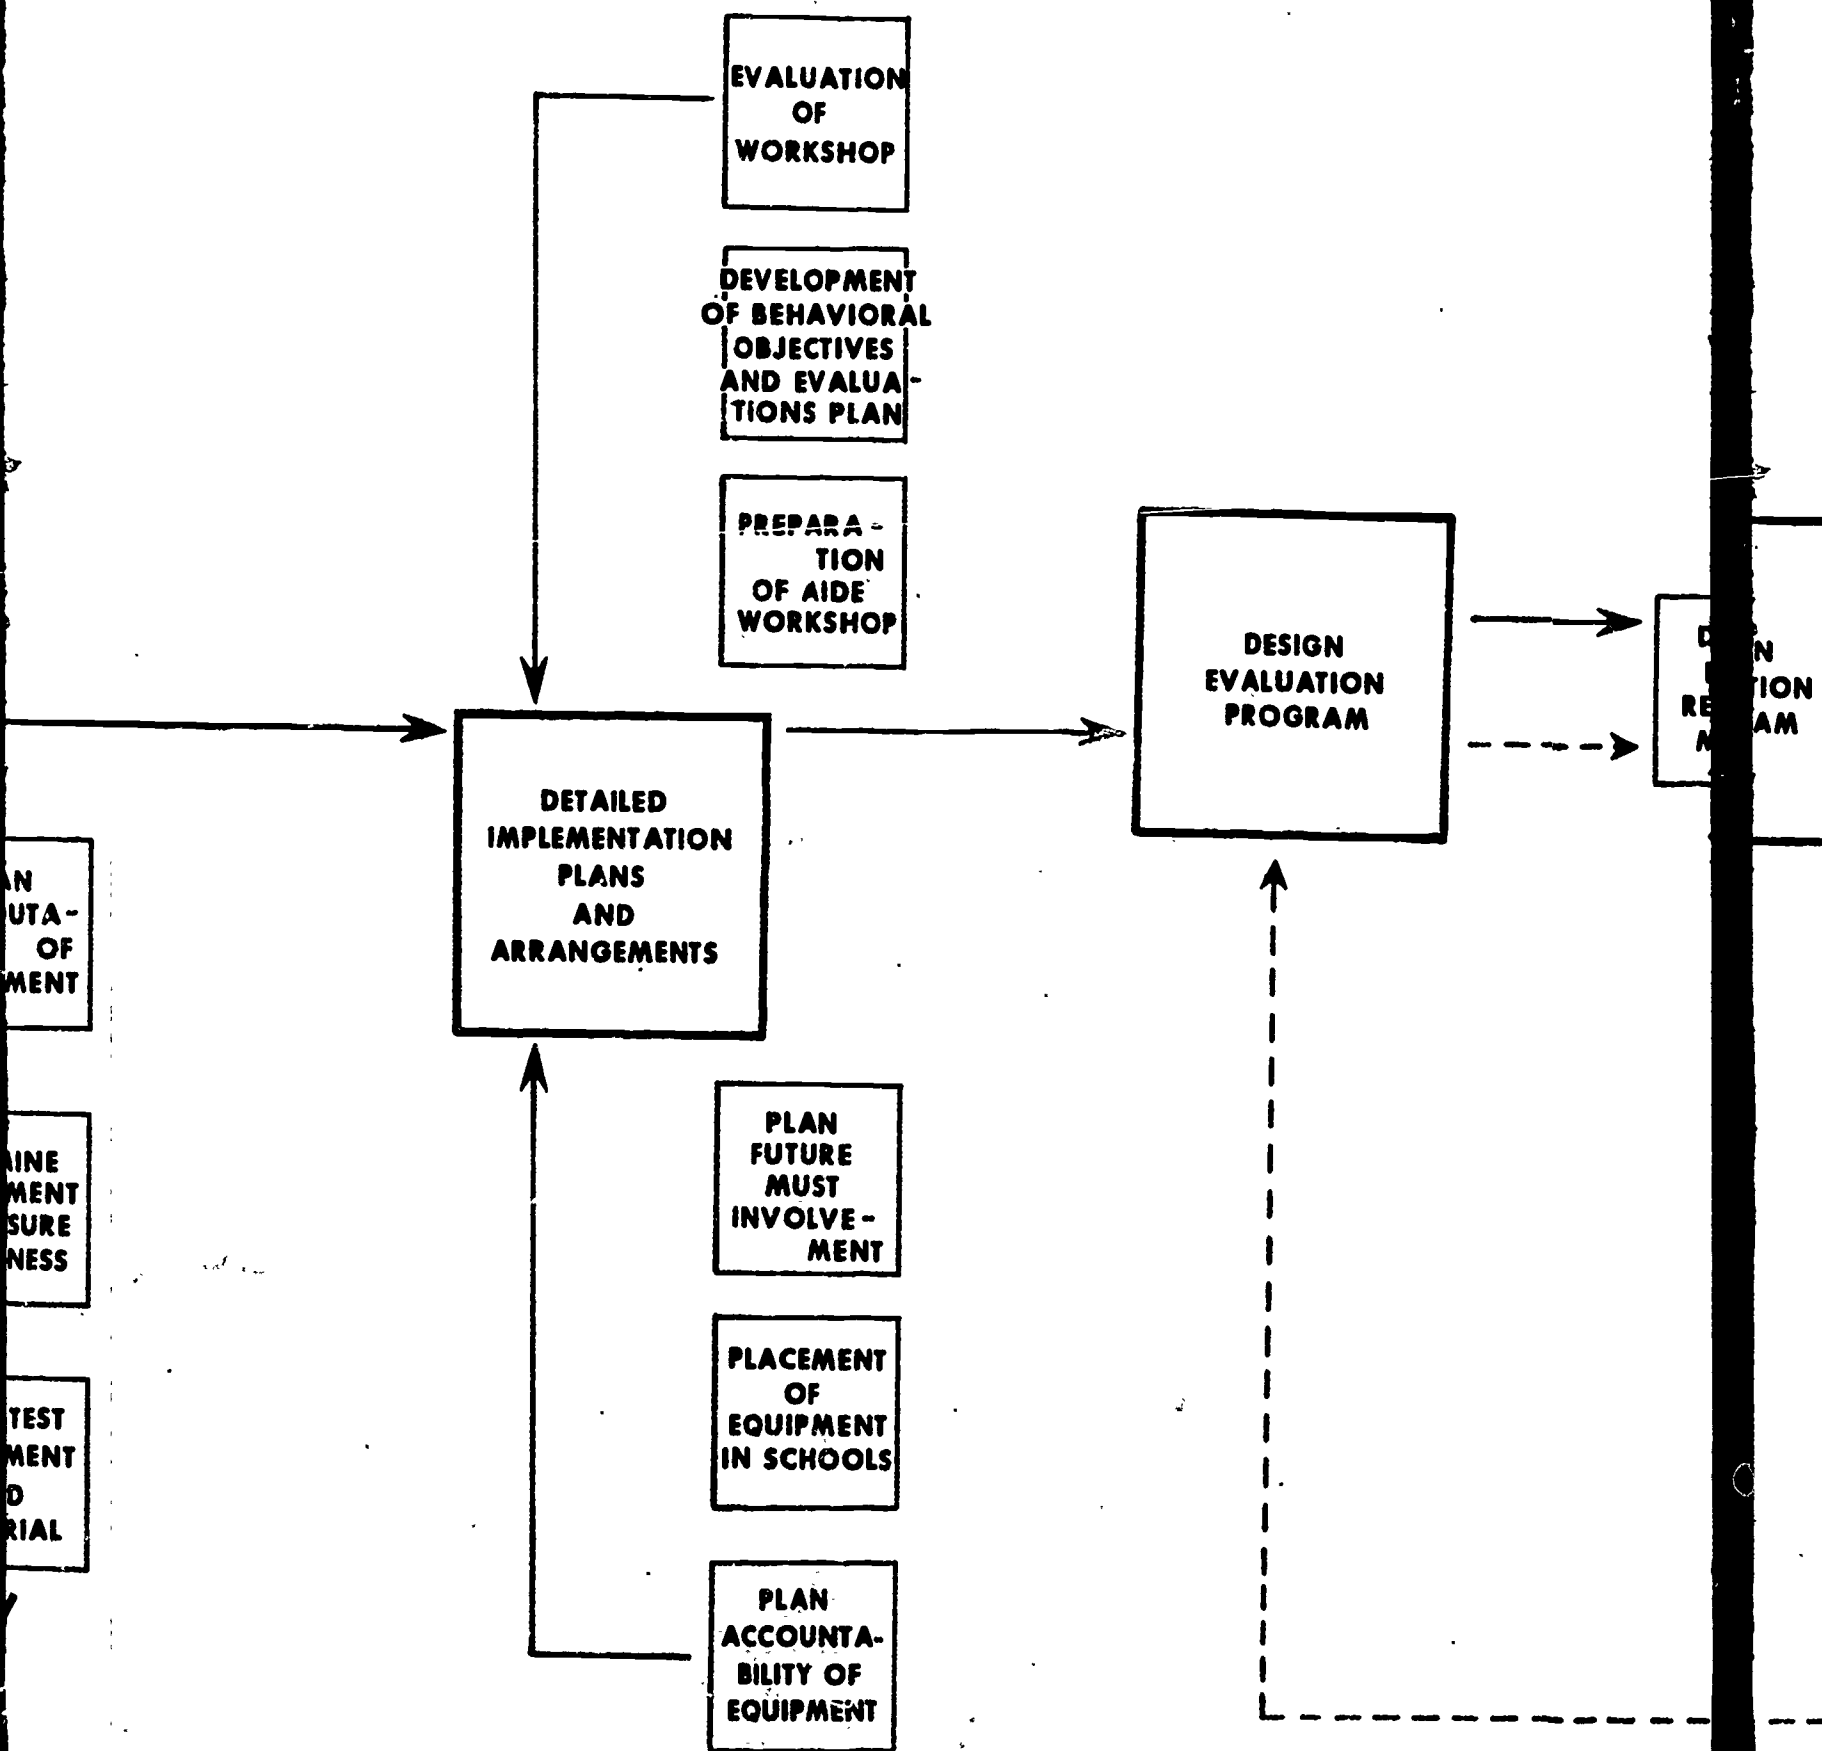 EVALUATION
OF
WORKSHOP
DEVELOPMENT
OF BEHAVIORAL
OBJECTIVES
AND EVALUA-
TIONS PLAN
PREPARA-
TION
OF AIDE
WORKSHOP
DETAILED
IMPLEMENTATION
PLANS
AND
ARRANGEMENTS
DESIGN
EVALUATION
PROGRAM
OF
TEST
PLAN
FUTURE
MUST
INVOLVE-
MENT
PLACEMENT
OF
EQUIPMENT
IN SCHOOLS
PLAN
ACCOUNTA-
BILITY OF
EQUIPMENT